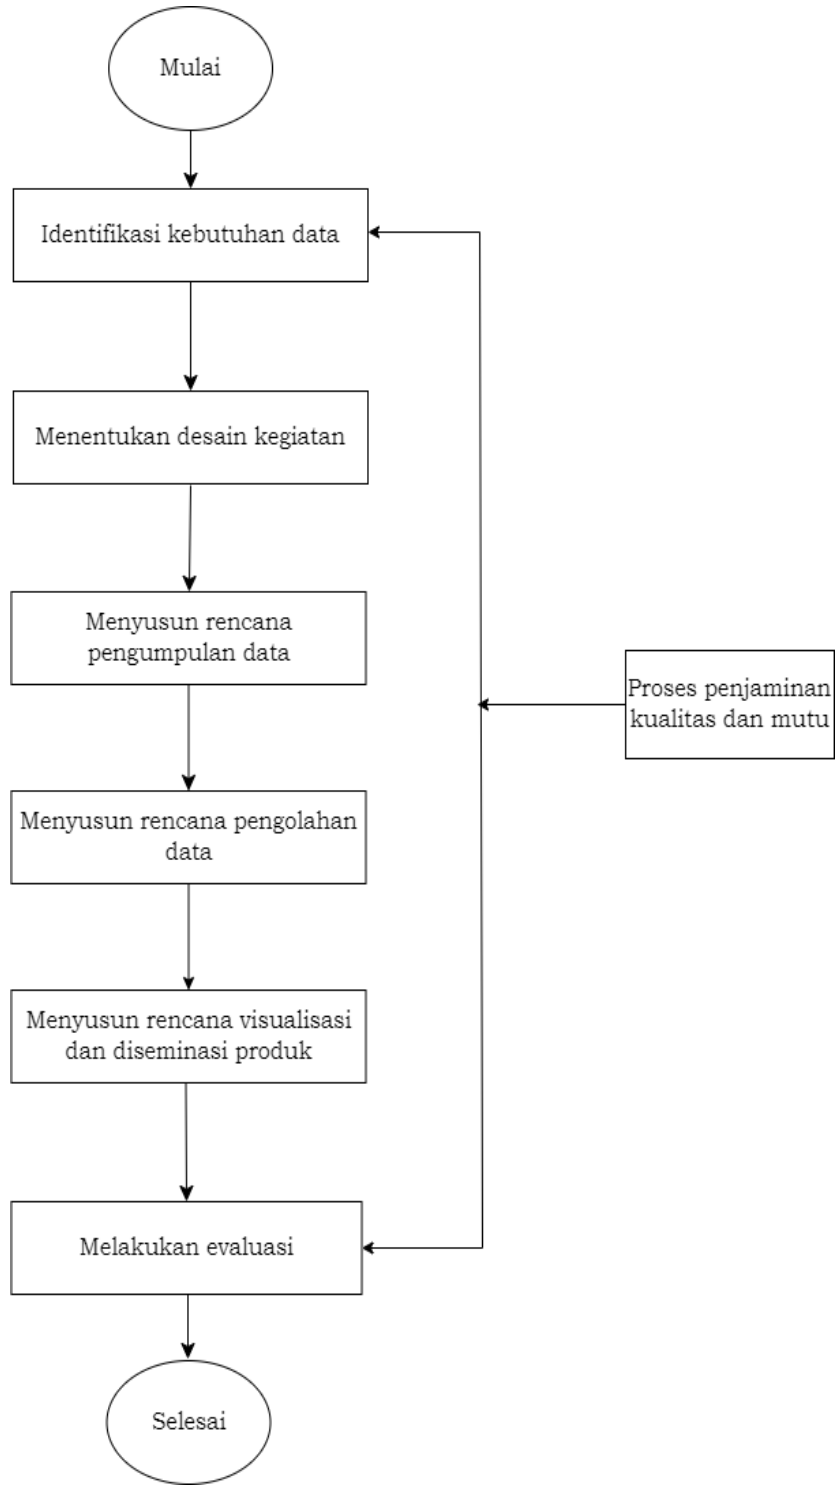 Mulai
Identifikasi kebutuhan data
Menentukan desain kegiatan
Menyusun rencana
pengumpulan data
Proses penjaminan
kualitas dan mutu
Menyusun rencana pengolahan
data
Menyusun rencana visualisasi
dan diseminasi produk
Melakukan evaluasi
Selesai